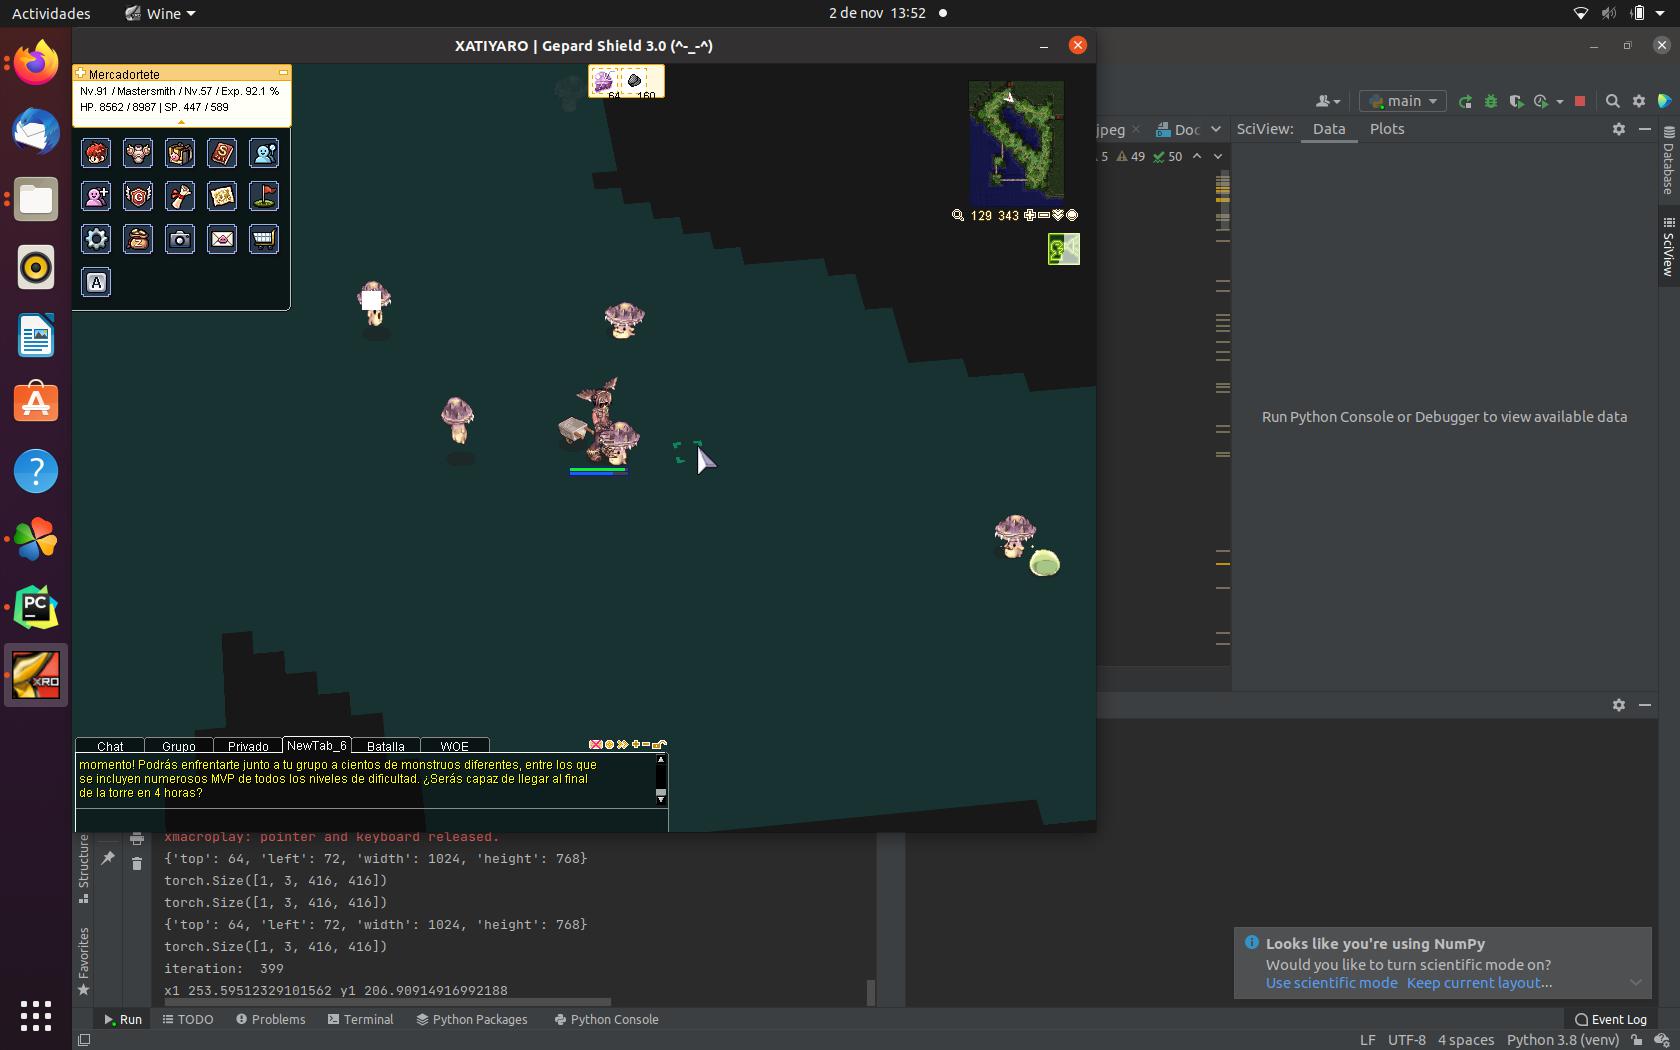 Actividades
Wine
2 de nov 13:52
XATIYARO | Gepard Shield 3.0 (^-_-^)
Mercadortete
Nv.91 / Mastersmith / Nv.57 / Exp. 92.1 %
HP. 8562 / 8987 | SP. 447 / 589
64 160
129 343
A
main
jpeg
Doc
SciView:
Data
Plots
5
49
50
Database
SciView
Run Python Console or Debugger to view available data
PC
XRO
Chat
Grupo
Privado
NewTab_6
Batalla
WOE
momento! Podrás enfrentarte junto a tu grupo a cientos de monstruos diferentes, entre los que
se incluyen numerosos MVP de todos los niveles de dificultad. ¿Serás capaz de llegar al final
de la torre en 4 horas?
xmacroplay: pointer and keyboard released.
{'top': 64, 'left': 72, 'width': 1024, 'height': 768}
torch.Size([1, 3, 416, 416])
torch.Size([1, 3, 416, 416])
{'top': 64, 'left': 72, 'width': 1024, 'height': 768}
torch.Size([1, 3, 416, 416])
iteration:  399
x1 253.59512329101562 y1 206.90914916992188
Structure
Favorites
Looks like you're using NumPy
Would you like to turn scientific mode on?
Use scientific mode Keep current layout...
Run
TODO
Problems
Terminal
Python Packages
Python Console
Event Log
LF UTF-8 4 spaces Python 3.8 (venv)